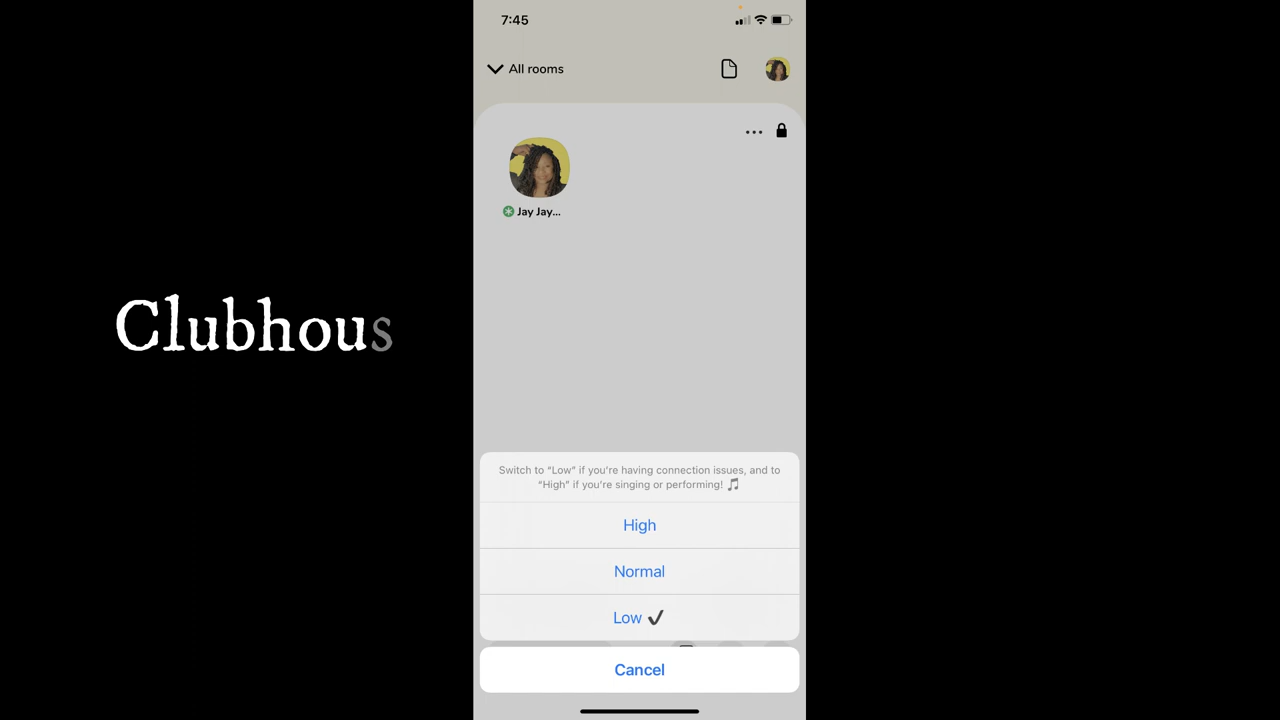 7:45
All rooms
Jay Jay...
Clubhous
Switch to “Low” if you’re having connection issues, and to
“High” if you’re singing or performing! 🎵
High
Normal
Low ✔
Cancel